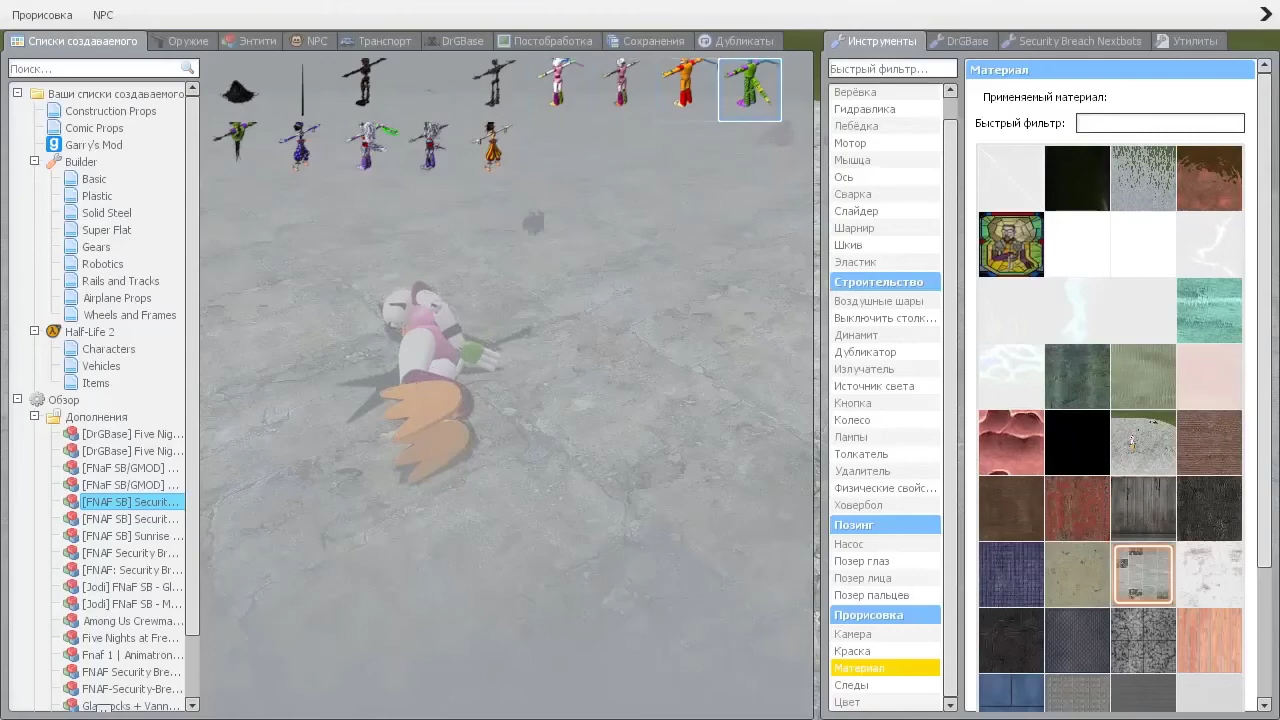 Прорисовка NPC
Списки создаваемого Оружие Энтити NPC Транспорт DrGBase Постобработка Сохранения Дубликаты
Инструменты DrGBase Security Breach Nextbots Утилиты
Поиск...
Ваши списки создаваемого
Construction Props
Comic Props
Garry's Mod
Builder
Basic
Plastic
Solid Steel
Super Flat
Gears
Robotics
Rails and Tracks
Airplane Props
Wheels and Frames
Half-Life 2
Characters
Vehicles
Items
Обзор
Дополнения
[DrGBase] Five Nig...
[DrGBase] Five Nig...
[FNaF SB/GMOD] ...
[FNaF SB/GMOD] ...
[FNAF SB] Securit...
[FNAF SB] Securit...
[FNAF SB] Sunrise ...
[FNAF Security Br...
[FNAF: Security Br...
[Jodi] FNaF SB - Gl...
[Jodi] FNaF SB - M...
Among Us Crewma...
Five Nights at Fre...
Fnaf 1 | Animatron...
FNAF Security Bre...
FNAF-Security-Bre...
Быстрый фильтр...
Верёвка
Гидравлика
Лебёдка
Мотор
Мышца
Ось
Сварка
Слайдер
Шарнир
Шкив
Эластик
Строительство
Воздушные шары
Выключить столк...
Динамит
Дубликатор
Излучатель
Источник света
Кнопка
Колесо
Лампы
Толкатель
Удалитель
Физические свойс...
Ховербол
Позинг
Насос
Позер глаз
Позер лица
Позер пальцев
Прорисовка
Камера
Краска
Материал
Следы
Цвет
Материал
Применяемый материал:
Быстрый фильтр: